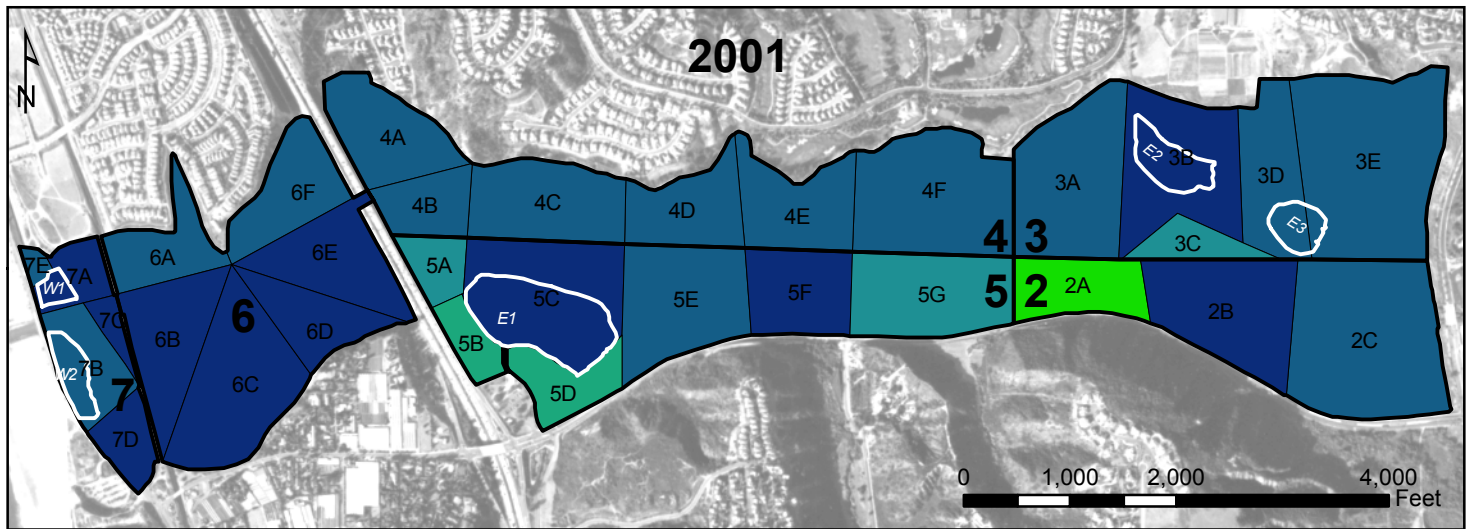 2001
N
4A
6F
3B
E2
3D
3E
3A
4F
4B
4C
4D
4E
E3
3C
6E
6A
7E
7A
W1
5A
4
3
5C
E1
5E
5F
5G
5
2
2A
2B
2C
7C
6B
6
6D
5B
W2
7B
7
6C
5D
7D
0
1,000
2,000
4,000
Feet